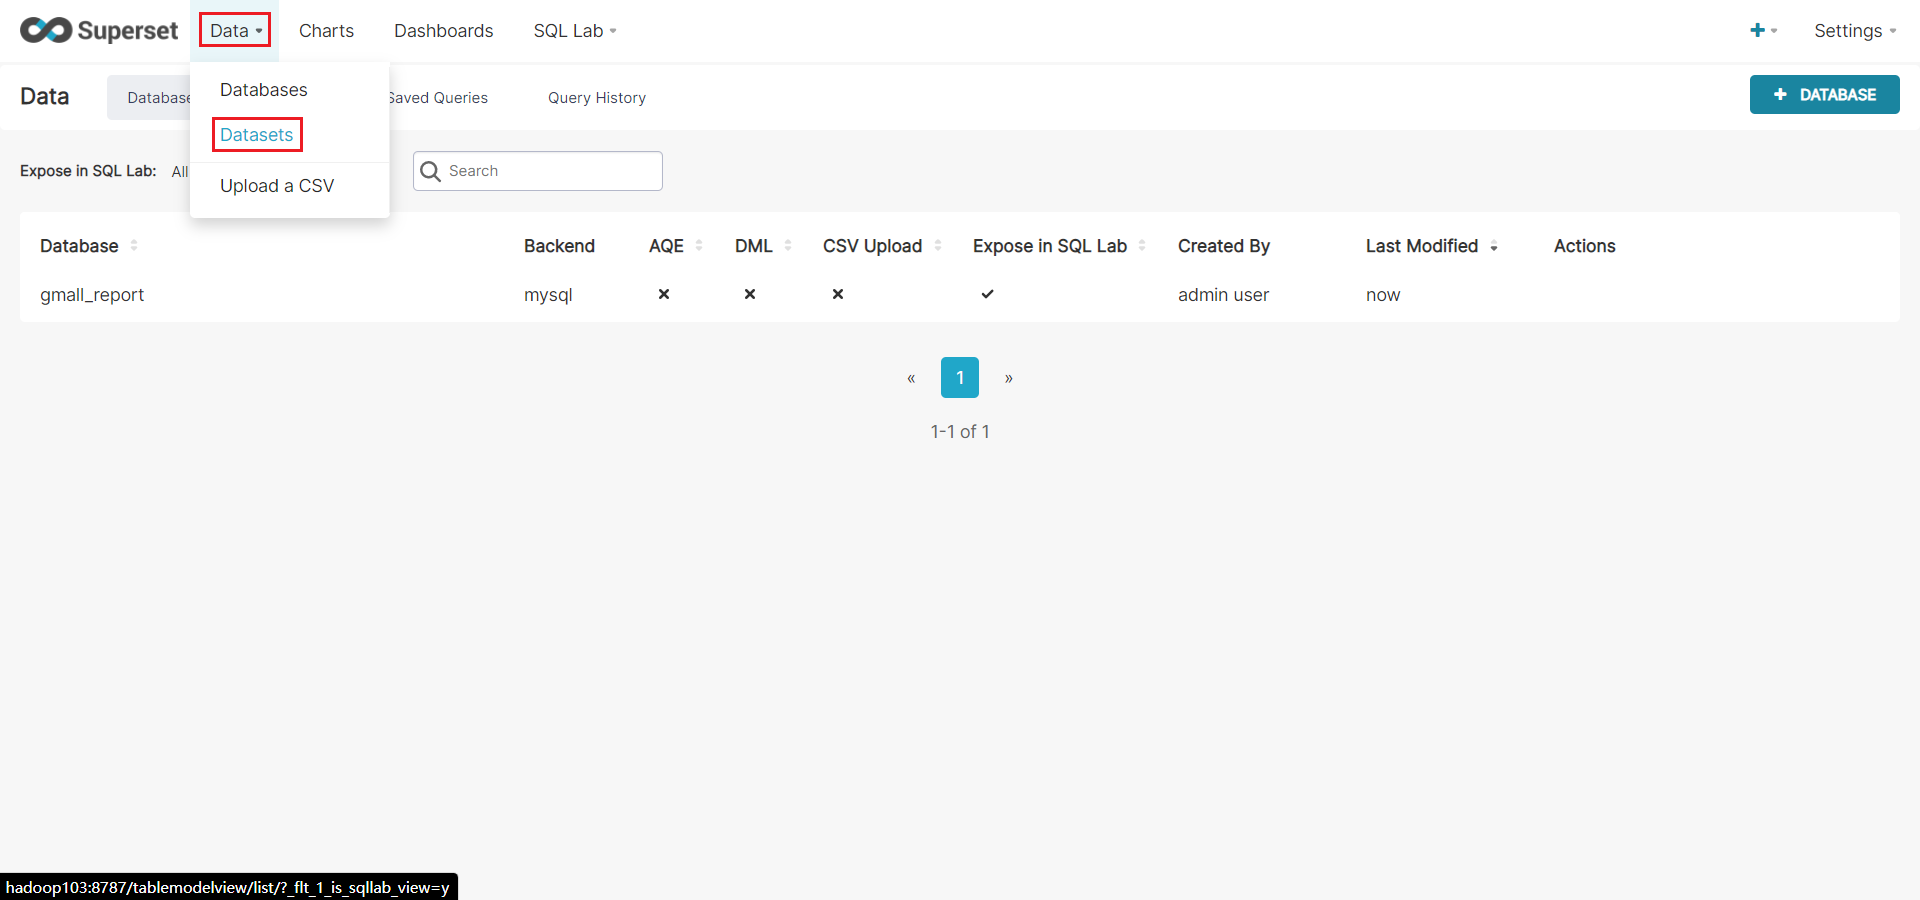 Superset Data Charts Dashboards SQL Lab Settings
Data Database Saved Queries Query History + DATABASE
Databases
Datasets
Upload a CSV
Expose in SQL Lab: All Search
Database Backend AQE DML CSV Upload Expose in SQL Lab Created By Last Modified Actions
gmall_report mysql admin user now
« 1 »
1-1 of 1
hadoop103:8787/tablemodelview/list/?_flt_1_is_sqllab_view=y